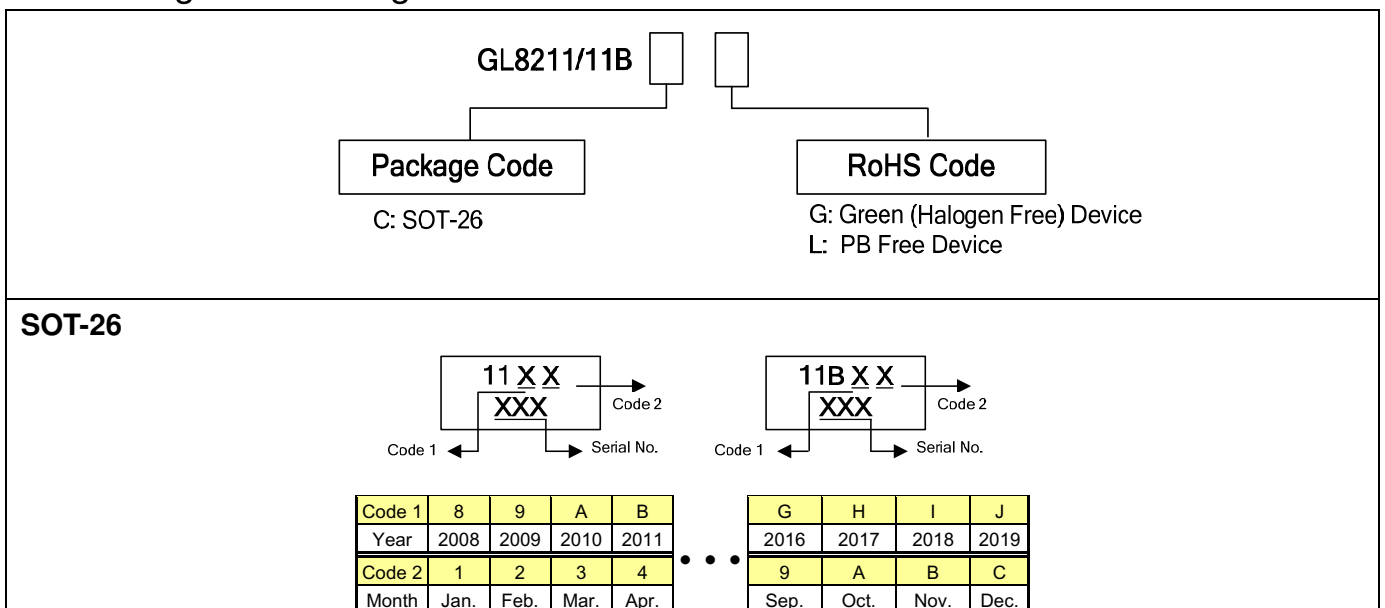 GL8211/11B
Package Code
RoHS Code
C: SOT-26
G: Green (Halogen Free) Device
L: PB Free Device
SOT-26
11 X X
XXX
Code 2
Code 1
Serial No.
11B X X
XXX
Code 2
Code 1
Serial No.
Code 1 8 9 A B G H I J
Year 2008 2009 2010 2011 • • • 2016 2017 2018 2019
Code 2 1 2 3 4 9 A B C
Month Jan. Feb. Mar. Apr. Sep. Oct. Nov. Dec.